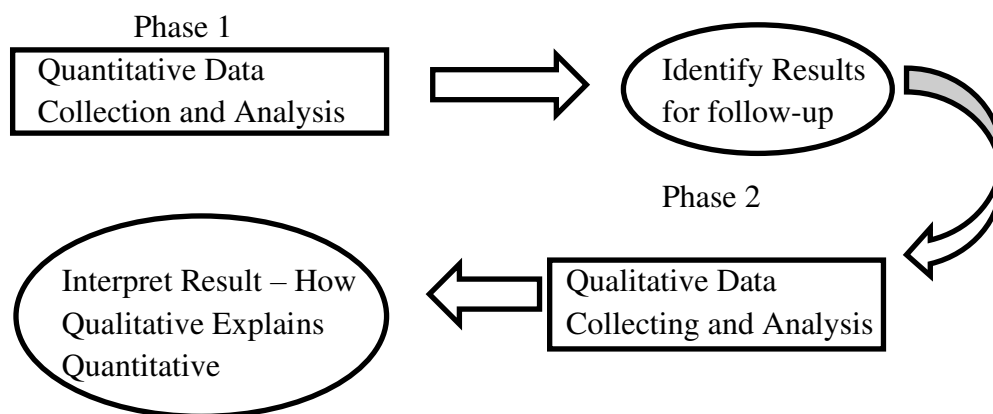 Phase 1
Quantitative Data
Collection and Analysis
Identify Results
for follow-up
Phase 2
Qualitative Data
Collecting and Analysis
Interpret Result – How
Qualitative Explains
Quantitative